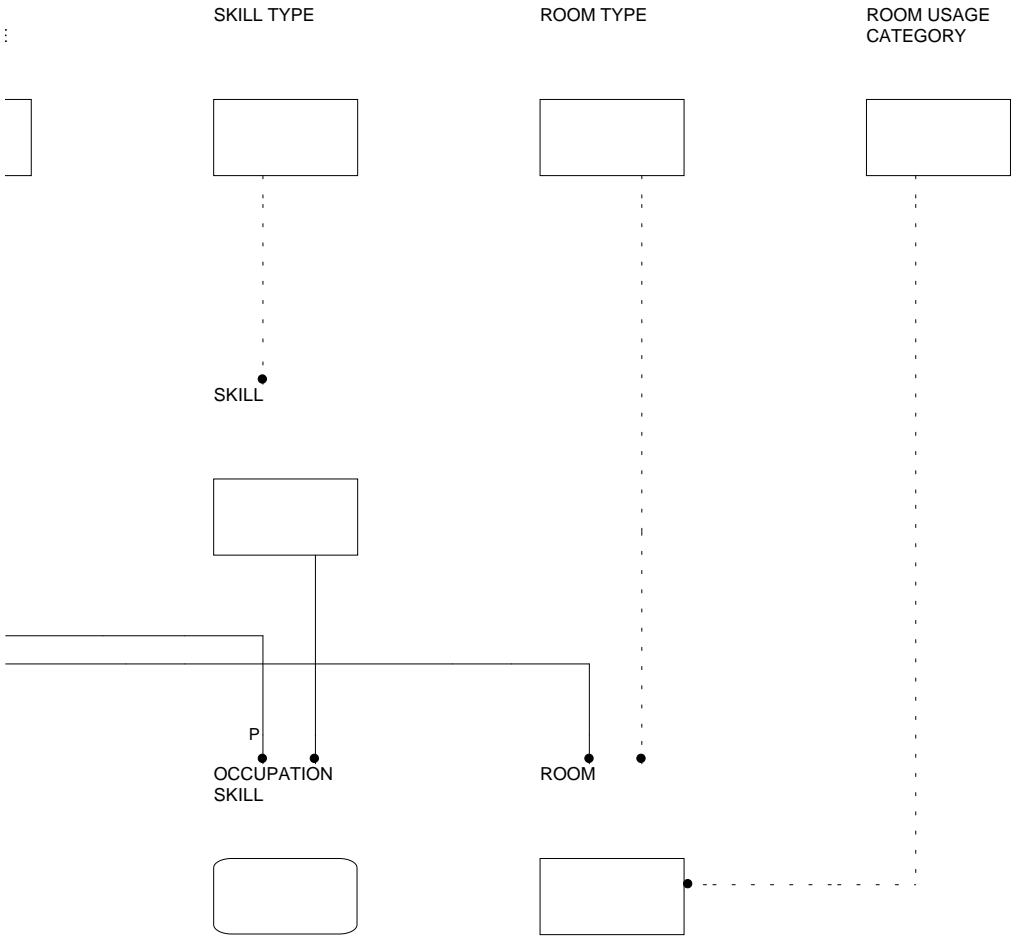 SKILL TYPE
ROOM TYPE
ROOM USAGE
CATEGORY
SKILL
P
OCCUPATION
SKILL
ROOM